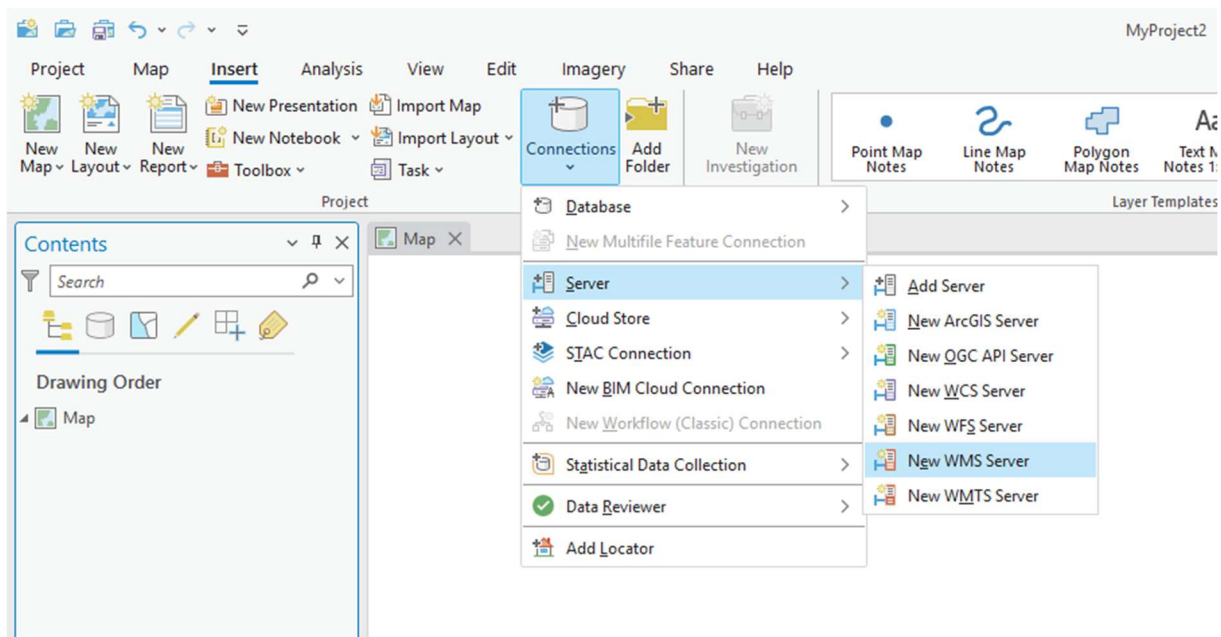 MyProject2
Project Map Insert Analysis View Edit Imagery Share Help
New Map
New Layout
New Report
New Presentation
New Notebook
Toolbox
Import Map
Import Layout
Task
Connections
Add Folder
New Investigation
Point Map Notes
Line Map Notes
Polygon Map Notes
Text
Notes 1:
Project
Layer Templates
Contents
Search
Drawing Order
Map
Map
Database
New Multifile Feature Connection
Server
Cloud Store
STAC Connection
New BIM Cloud Connection
New Workflow (Classic) Connection
Statistical Data Collection
Data Reviewer
Add Locator
Add Server
New ArcGIS Server
New OGC API Server
New WCS Server
New WFS Server
New WMS Server
New WMTS Server